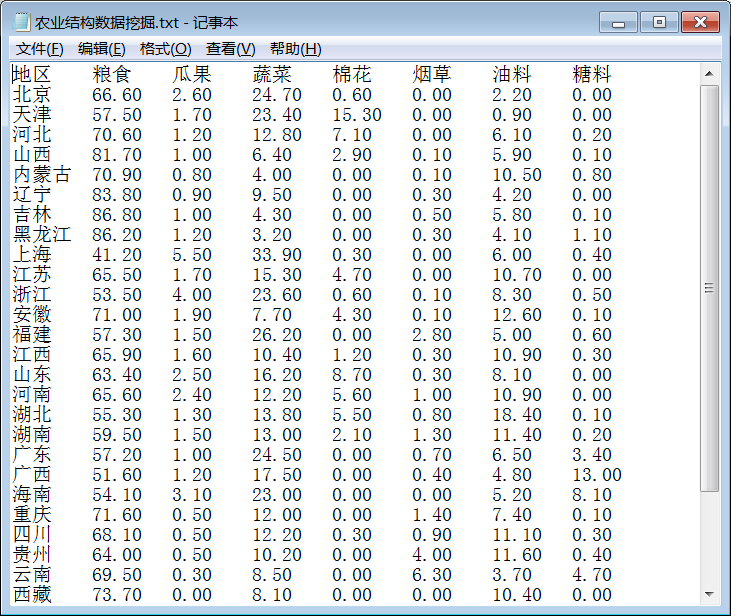 农业结构数据挖掘.txt - 记事本
文件(F) 编辑(E) 格式(O) 查看(V) 帮助(H)
地区 粮食 瓜果 蔬菜 棉花 烟草 油料 糖料
北京 66.60 2.60 24.70 0.60 0.00 2.20 0.00
天津 57.50 1.70 23.40 15.30 0.00 0.90 0.00
河北 70.60 1.20 12.80 7.10 0.00 6.10 0.20
山西 81.70 1.00 6.40 2.90 0.10 5.90 0.10
内蒙古 70.90 0.80 4.00 0.00 0.10 10.50 0.80
辽宁 83.80 0.90 9.50 0.00 0.30 4.20 0.00
吉林 86.80 1.00 4.30 0.00 0.50 5.80 0.10
黑龙江 86.20 1.20 3.20 0.00 0.30 4.10 1.10
上海 41.20 5.50 33.90 0.30 0.00 6.00 0.40
江苏 65.50 1.70 15.30 4.70 0.00 10.70 0.00
浙江 53.50 4.00 23.60 0.60 0.10 8.30 0.50
安徽 71.00 1.90 7.70 4.30 0.10 12.60 0.10
福建 57.30 1.50 26.20 0.00 2.80 5.00 0.60
江西 65.90 1.60 10.40 1.20 0.30 10.90 0.30
山东 63.40 2.50 16.20 8.70 0.30 8.10 0.00
河南 65.60 2.40 12.20 5.60 1.00 10.90 0.00
湖北 55.30 1.30 13.80 5.50 0.80 18.40 0.10
湖南 59.50 1.50 13.00 2.10 1.30 11.40 0.20
广东 57.20 1.00 24.50 0.00 0.70 6.50 3.40
广西 51.60 1.20 17.50 0.00 0.40 4.80 13.00
海南 54.10 3.10 23.00 0.00 0.00 5.20 8.10
重庆 71.60 0.50 12.00 0.00 1.40 7.40 0.10
四川 68.10 0.50 12.20 0.30 0.90 11.10 0.30
贵州 64.00 0.50 10.20 0.00 4.00 11.60 0.40
云南 69.50 0.30 8.50 0.00 6.30 3.70 4.70
西藏 73.70 0.00 8.10 0.00 0.00 10.40 0.00